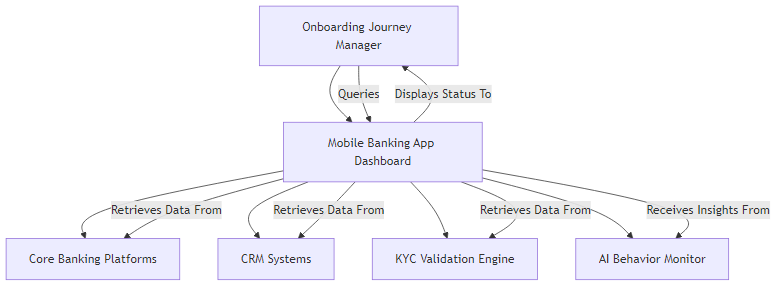 Onboarding Journey
Manager
Queries
Displays Status To
Mobile Banking App
Dashboard
Retrieves Data From
Retrieves Data From
Retrieves Data From
Receives Insights From
Core Banking Platforms
CRM Systems
KYC Validation Engine
AI Behavior Monitor